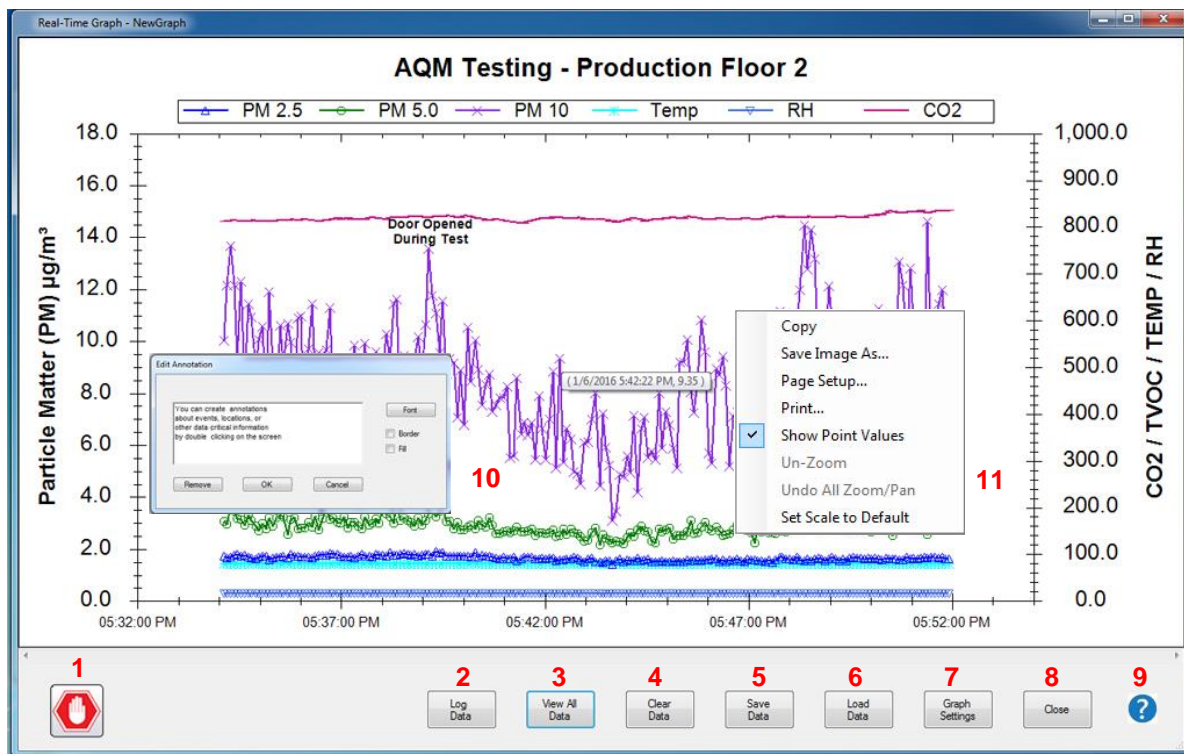 Real-Time Graph - NewGraph
AQM Testing - Production Floor 2
PM 2.5 PM 5.0 PM 10 Temp RH CO2
18.0
16.0
14.0
12.0
10.0
8.0
6.0
4.0
2.0
0.0
Particle Matter (PM) µg/m³
1,000.0
900.0
800.0
700.0
600.0
500.0
400.0
300.0
200.0
100.0
0.0
CO2 / TVOC / TEMP / RH
Door Opened
During Test
Edit Annotation
You can create annotations
about events, locations, or
other data critical information
by double clicking on the screen
Font
Border
Fill
Remove OK Cancel
10
( 1/6/2016 5:42:22 PM, 9.35 )
Copy
Save Image As...
Page Setup...
Print...
Show Point Values
Un-Zoom
Undo All Zoom/Pan
Set Scale to Default
11
05:32:00 PM 05:37:00 PM 05:42:00 PM 05:47:00 PM 05:52:00 PM
1 2 3 4 5 6 7 8 9
Log
Data
View All
Data
Clear
Data
Save
Data
Load
Data
Graph
Settings
Close
?